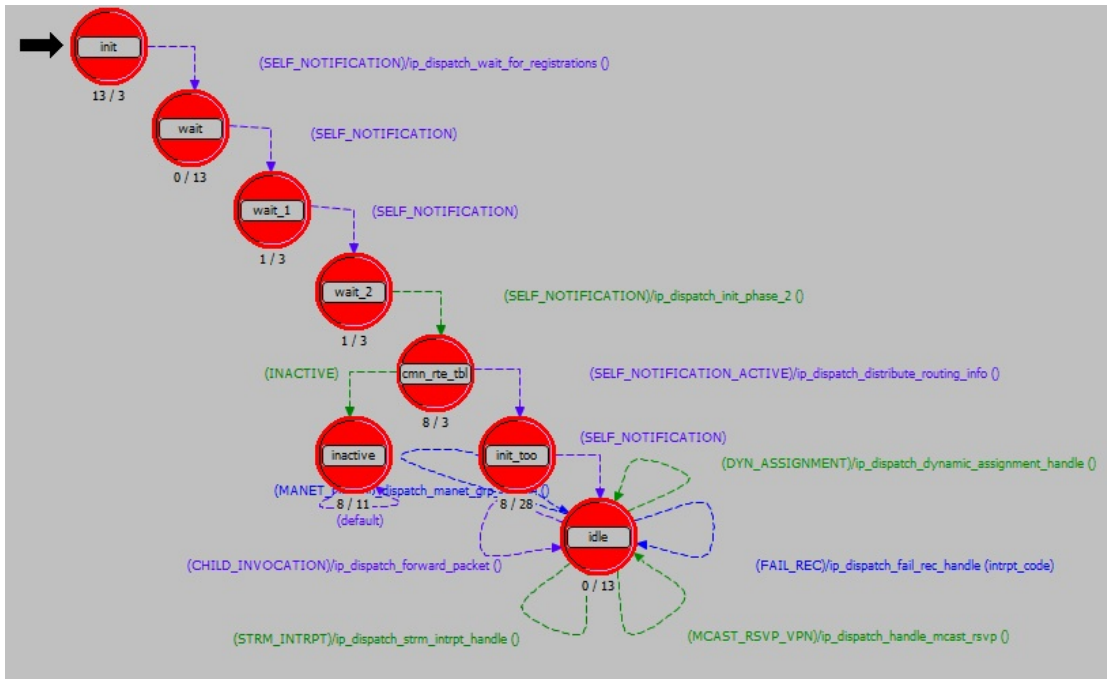 init
(SELF_NOTIFICATION)/ip_dispatch_wait_for_registrations ()
13 / 3
wait
(SELF_NOTIFICATION)
0 / 13
wait_1
(SELF_NOTIFICATION)
1 / 3
wait_2
(SELF_NOTIFICATION)/ip_dispatch_init_phase_2 ()
1 / 3
(INACTIVE)
cmn_rte_tbl
(SELF_NOTIFICATION_ACTIVE)/ip_dispatch_distribute_routing_info ()
8 / 3
(SELF_NOTIFICATION)
inactive
init_too
(DYN_ASSIGNMENT)/ip_dispatch_dynamic_assignment_handle ()
dispatch_manet_
8 / 11
8 / 28
(default)
idle
(CHILD_INVOCATION)/ip_dispatch_forward_packet ()
(FAIL_REC)/ip_dispatch_fail_rec_handle (intrpt_code)
0 / 13
(STRM_INTRPT)/ip_dispatch_strm_intrpt_handle ()
(MCAST_RSVP_VPN)/ip_dispatch_handle_mcast_rsvp ()